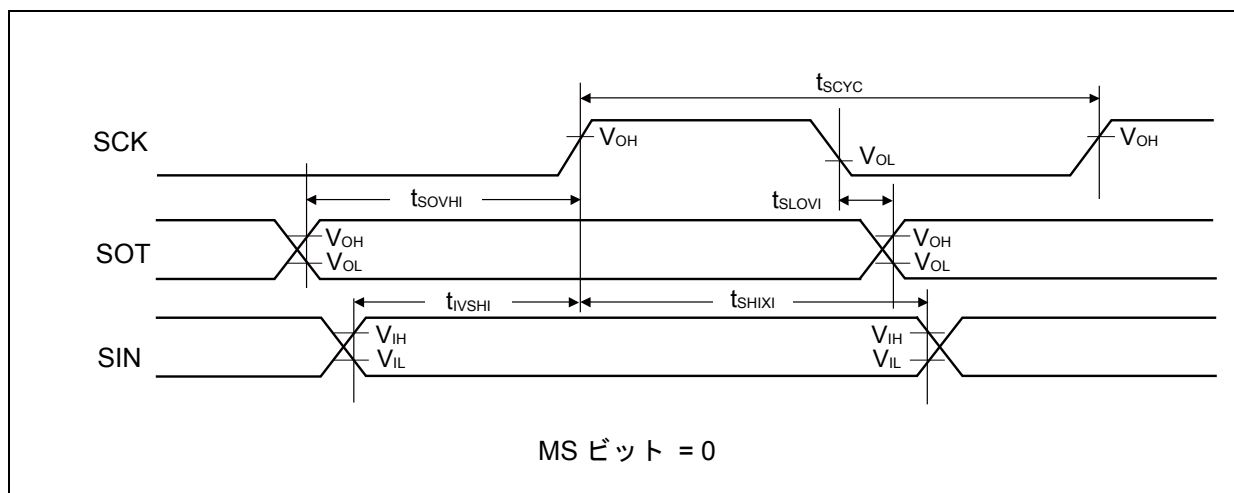 tSCYC
SCK
VOH
VOL
VOH
tSOVHI
tSLOVI
SOT
VOH
VOL
VOH
VOL
tIVSHI
tSHIXI
SIN
VIH
VIL
VIH
VIL
MS ビット = 0